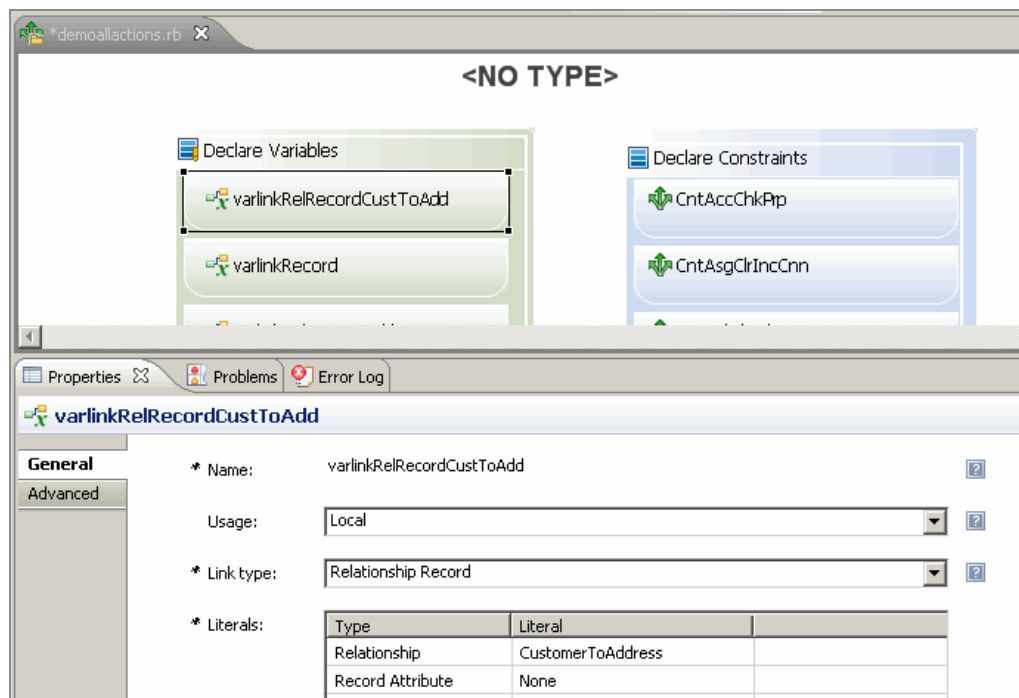 *demoallactions.rb
<NO TYPE>
Declare Variables
varlinkRelRecordCustToAdd
varlinkRecord
Declare Constraints
CntAccChkPrp
CntAsgClrIncCnn
Properties
Problems
Error Log
varlinkRelRecordCustToAdd
General
Advanced
* Name: varlinkRelRecordCustToAdd
Usage: Local
* Link type: Relationship Record
* Literals:
Type Literal
Relationship CustomerToAddress
Record Attribute None